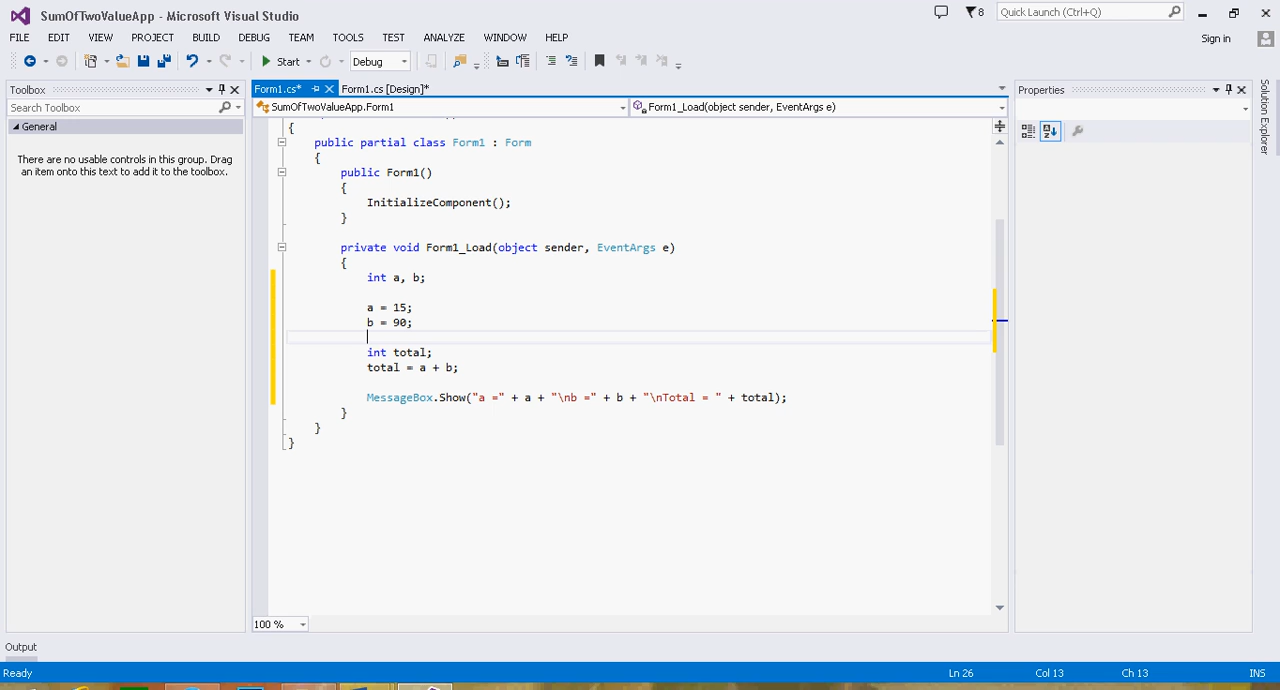 SumOfTwoValueApp - Microsoft Visual Studio
8
Quick Launch (Ctrl+Q)
FILE EDIT VIEW PROJECT BUILD DEBUG TEAM TOOLS TEST ANALYZE WINDOW HELP
Sign in
Start Debug
Toolbox
Form1.cs* Form1.cs [Design]*
Properties
Search Toolbox
SumOfTwoValueApp.Form1
Form1_Load(object sender, EventArgs e)
Solution Explorer
General
There are no usable controls in this group. Drag
an item onto this text to add it to the toolbox.
{
public partial class Form1 : Form
{
public Form1()
{
InitializeComponent();
}
private void Form1_Load(object sender, EventArgs e)
{
int a, b;
a = 15;
b = 90;
int total;
total = a + b;
MessageBox.Show("a =" + a + "\nb =" + b + "\nTotal = " + total);
}
}
}
100 %
Output
Ready Ln 26 Col 13 Ch 13 INS